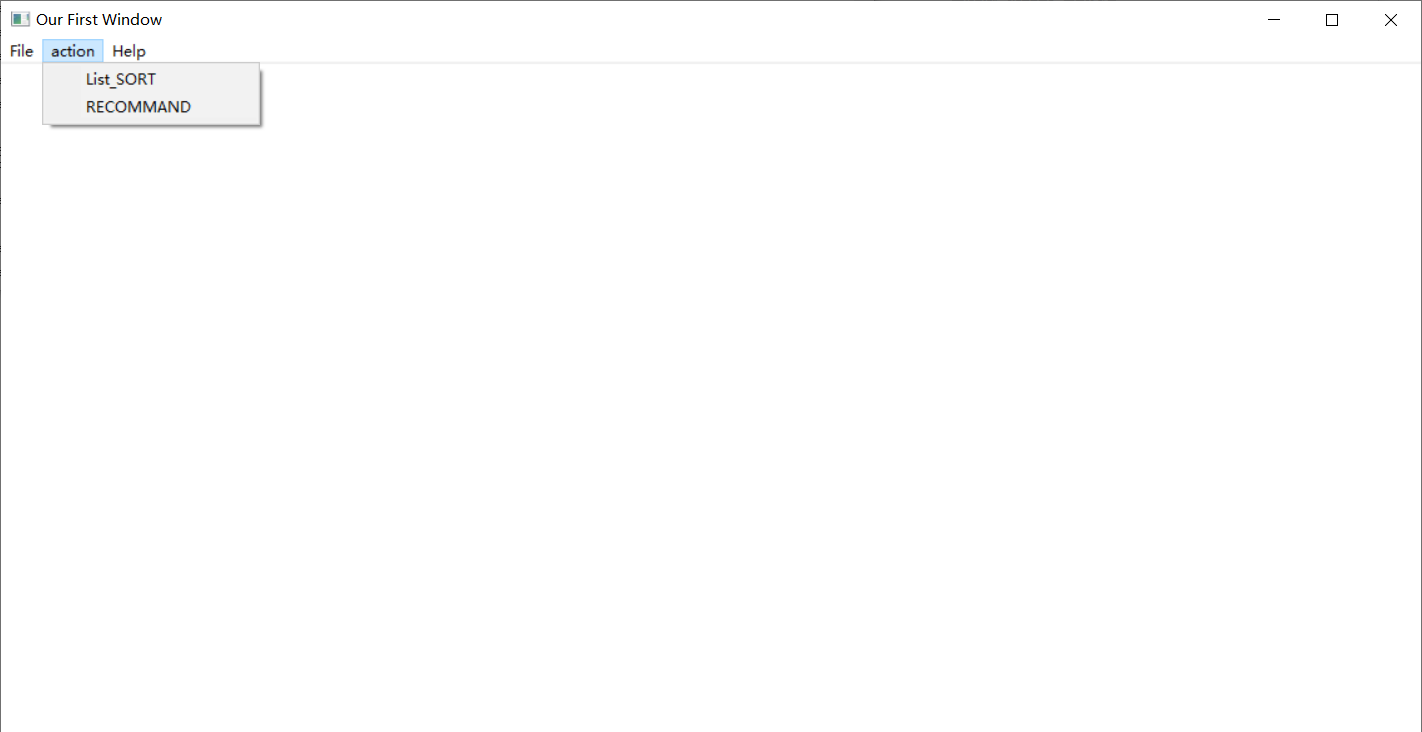 Our First Window
File action Help
List_SORT
RECOMMAND